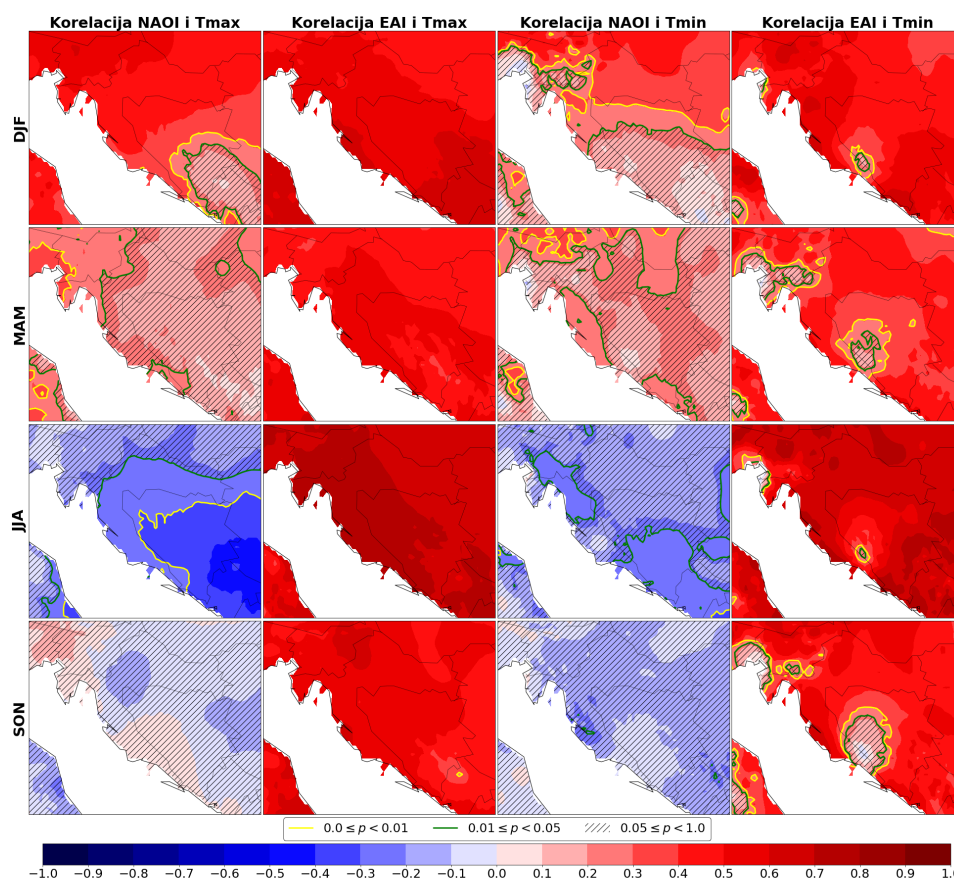 Korelacija NAOI i Tmax Korelacija EAI i Tmax Korelacija NAOI i Tmin Korelacija EAI i Tmin
DJF
MAM
JJA
SON
0.0 ≤ p < 0.01 0.01 ≤ p < 0.05 0.05 ≤ p < 1.0
−1.0 −0.9 −0.8 −0.7 −0.6 −0.5 −0.4 −0.3 −0.2 −0.1 0.0 0.1 0.2 0.3 0.4 0.5 0.6 0.7 0.8 0.9 1.0